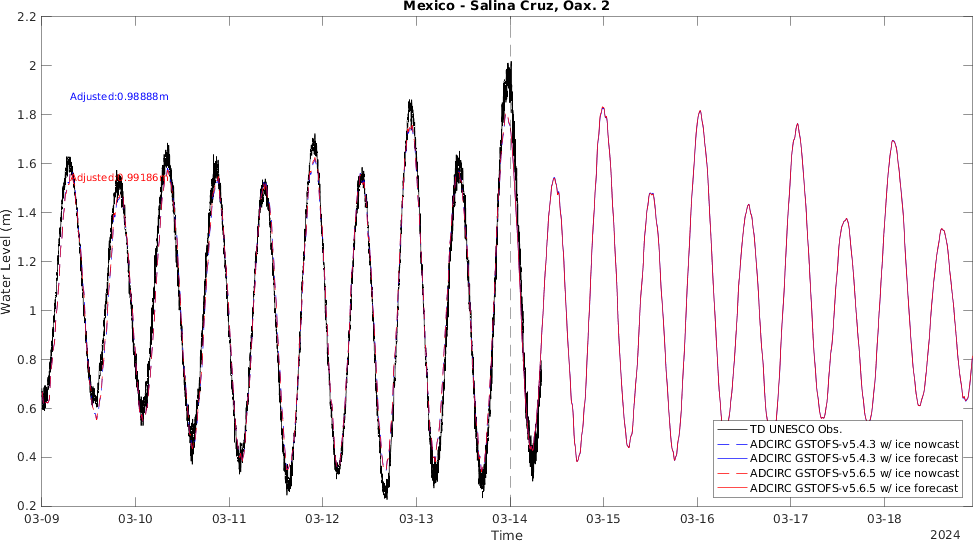 Mexico - Salina Cruz, Oax. 2
2.2
2
1.8
1.6
1.4
1.2
1
0.8
0.6
0.4
0.2
Water Level (m)
Adjusted:0.98888m
Adjusted:0.99186m
TD UNESCO Obs.
ADCIRC GSTOFS-v5.4.3 w/ ice nowcast
ADCIRC GSTOFS-v5.4.3 w/ ice forecast
ADCIRC GSTOFS-v5.6.5 w/ ice nowcast
ADCIRC GSTOFS-v5.6.5 w/ ice forecast
03-09 03-10 03-11 03-12 03-13 03-14 03-15 03-16 03-17 03-18
Time
2024